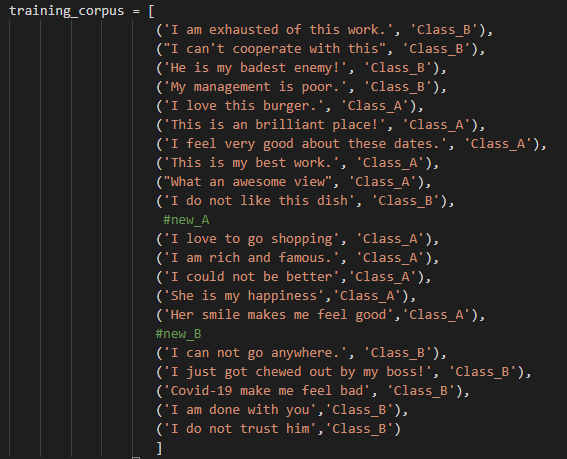 training_corpus = [
('I am exhausted of this work.', 'Class_B'),
("I can't cooperate with this", 'Class_B'),
('He is my badest enemy!', 'Class_B'),
('My management is poor.', 'Class_B'),
('I love this burger.', 'Class_A'),
('This is an brilliant place!', 'Class_A'),
('I feel very good about these dates.', 'Class_A'),
('This is my best work.', 'Class_A'),
("What an awesome view", 'Class_A'),
('I do not like this dish', 'Class_B'),
#new_A
('I love to go shopping', 'Class_A'),
('I am rich and famous.', 'Class_A'),
('I could not be better','Class_A'),
('She is my happiness','Class_A'),
('Her smile makes me feel good','Class_A'),
#new_B
('I can not go anywhere.', 'Class_B'),
('I just got chewed out by my boss!', 'Class_B'),
('Covid-19 make me feel bad', 'Class_B'),
('I am done with you','Class_B'),
('I do not trust him','Class_B')
]